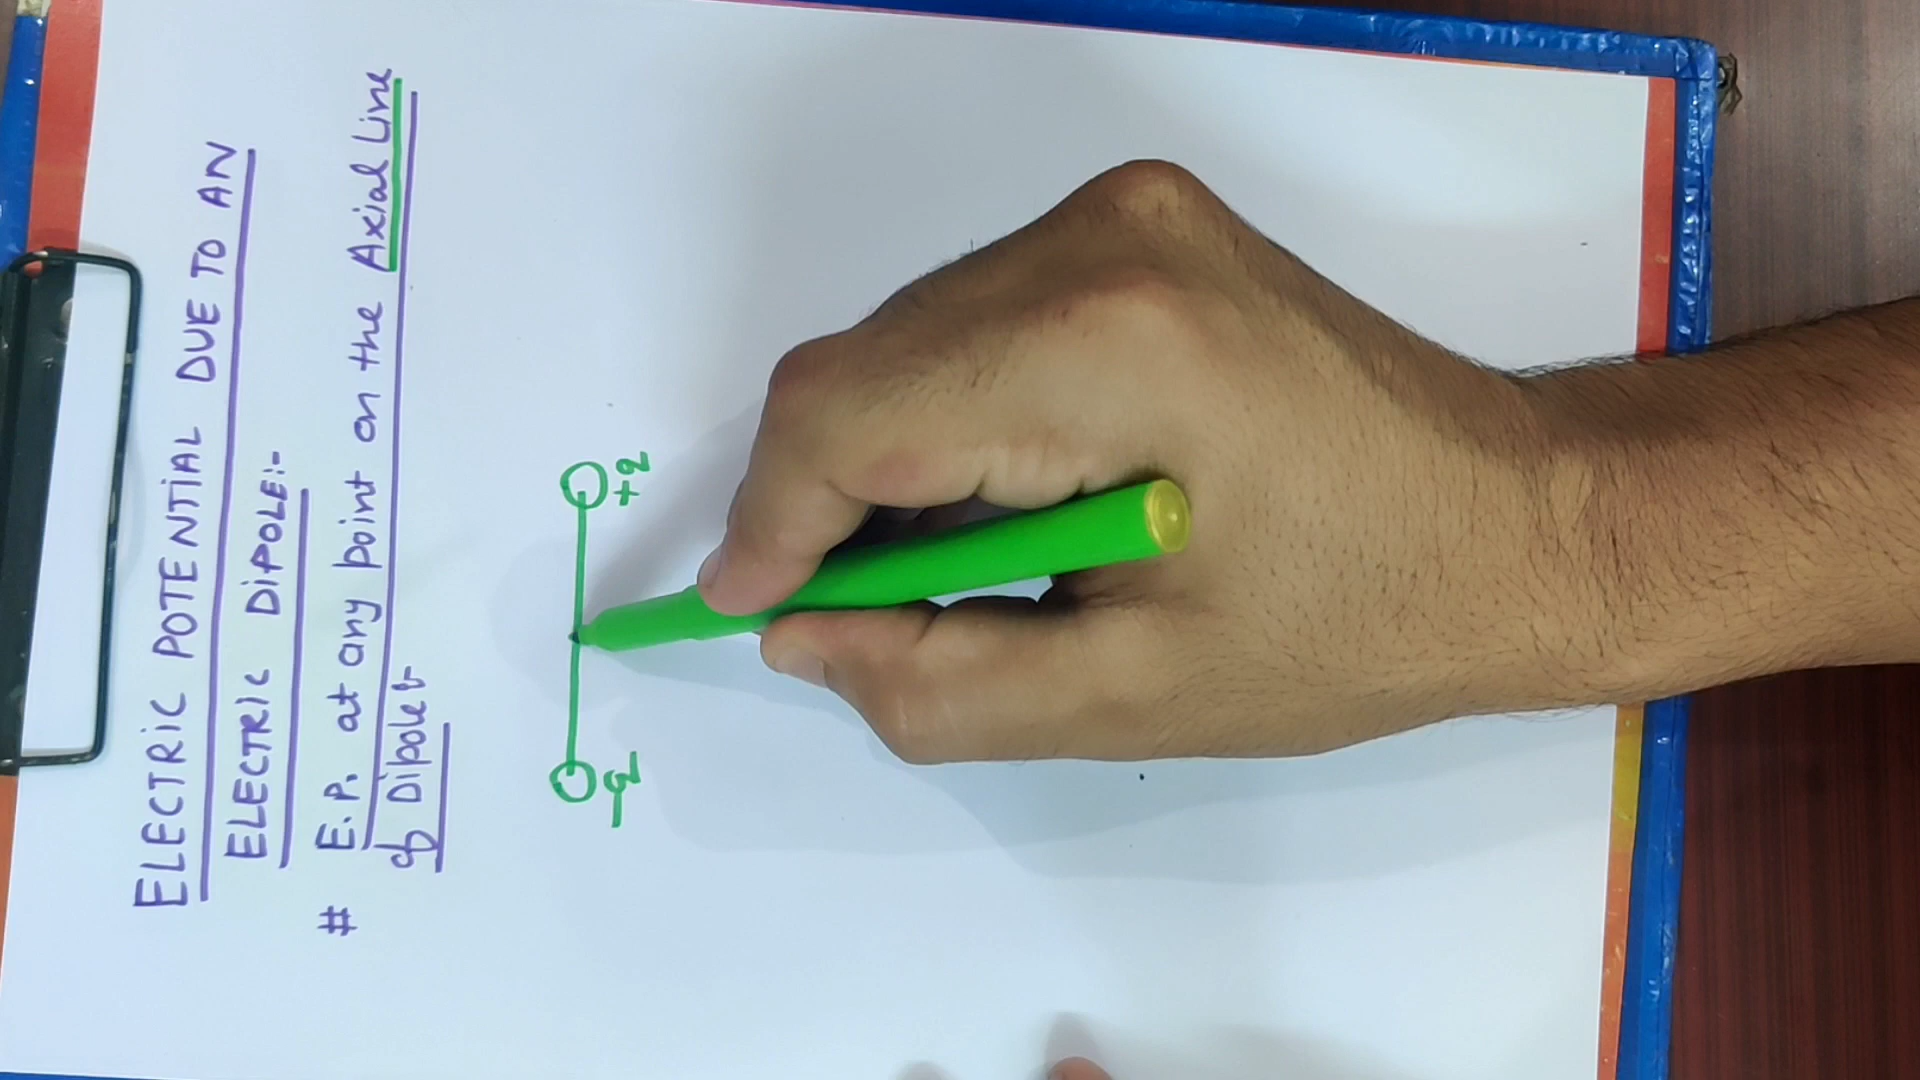 ELECTRIC POTENTIAL DUE TO AN
ELECTRIC DIPOLE:-
# E.P. at any point on the Axial Line
of Dipole:-
-q +q